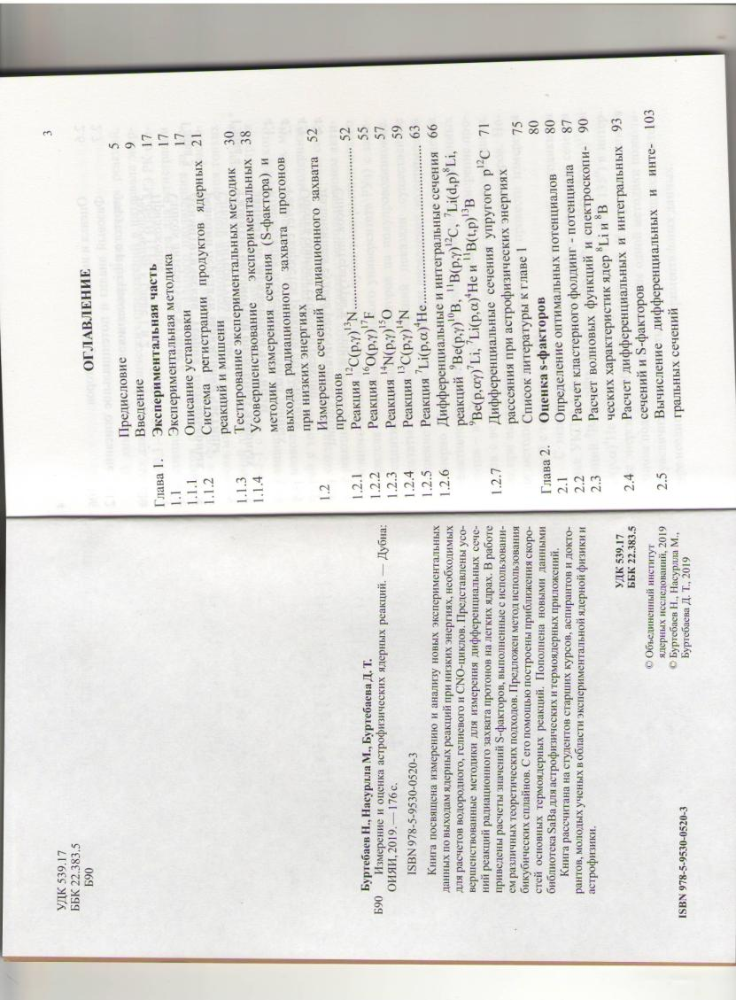 УДК 539.17
ББК 22.383.5
Б90
Буртебаев Н., Насурлла М., Буртебаева Д. Т.
Б90 Измерение и оценка астрофизических ядерных реакций. — Дубна:
ОИЯИ, 2019. — 176 с.
ISBN 978-5-9530-0520-3
Книга посвящена измерению и анализу новых экспериментальных
данных по выходам ядерных реакций при низких энергиях, необходимых
для расчетов водородного, гелиевого и CNO-циклов. Представлены усо-
вершенствованные методики для измерения дифференциальных сече-
ний реакций радиационного захвата протонов на легких ядрах. В работе
приведены расчеты значений S-факторов, выполненные с использовани-
ем различных теоретических подходов. Предложен метод использования
бикубических сплайнов. С его помощью построены приближения скоро-
стей основных термоядерных реакций. Пополнена новыми данными
библиотека SaBa для астрофизических и термоядерных приложений.
Книга рассчитана на студентов старших курсов, аспирантов и докто-
рантов, молодых ученых в области экспериментальной ядерной физики и
астрофизики.
УДК 539.17
ББК 22.383.5
© Объединенный институт
ядерных исследований, 2019
© Буртебаев Н., Насурлла М.,
Буртебаева Д. Т., 2019
ISBN 978-5-9530-0520-3
3
ОГЛАВЛЕНИЕ
Предисловие 5
Введение 9
Глава 1. Экспериментальная часть 17
1.1 Экспериментальная методика 17
1.1.1 Описание установки 17
1.1.2 Система регистрации продуктов ядерных 21
реакций и мишени
1.1.3 Тестирование экспериментальных методик 30
1.1.4 Усовершенствование экспериментальных 38
методик измерения сечения (S-фактора) и
выхода радиационного захвата протонов
при низких энергиях
1.2 Измерение сечений радиационного захвата 52
протонов
1.2.1 Реакция ¹²C(p,γ)¹³N 52
1.2.2 Реакция ¹⁶O(p,γ)¹⁷F 55
1.2.3 Реакция ¹⁴N(p,γ)¹⁵O 57
1.2.4 Реакция ¹³C(p,γ)¹⁴N 59
1.2.5 Реакция ⁷Li(p,α)⁴He 63
1.2.6 Дифференциальные и интегральные сечения 66
реакций ⁹Be(p,γ)¹⁰B, ¹¹B(p,γ)¹²C, ⁷Li(d,p)⁸Li,
⁹Be(p,αγ)⁷Li, ⁷Li(p,α)⁴He и ¹¹B(t,p)¹³B
1.2.7 Дифференциальные сечения упругого p¹²C 71
рассеяния при астрофизических энергиях
Список литературы к главе 1 75
Глава 2. Оценка s-факторов 80
2.1 Определение оптимальных потенциалов 80
2.2 Расчет кластерного фолдинг - потенциала 87
2.3 Расчет волновых функций и спектроскопи- 90
ческих характеристик ядер ⁸Li и ⁸B
2.4 Расчет дифференциальных и интегральных 93
сечений и S-факторов
2.5 Вычисление дифференциальных и инте- 103
гральных сечений